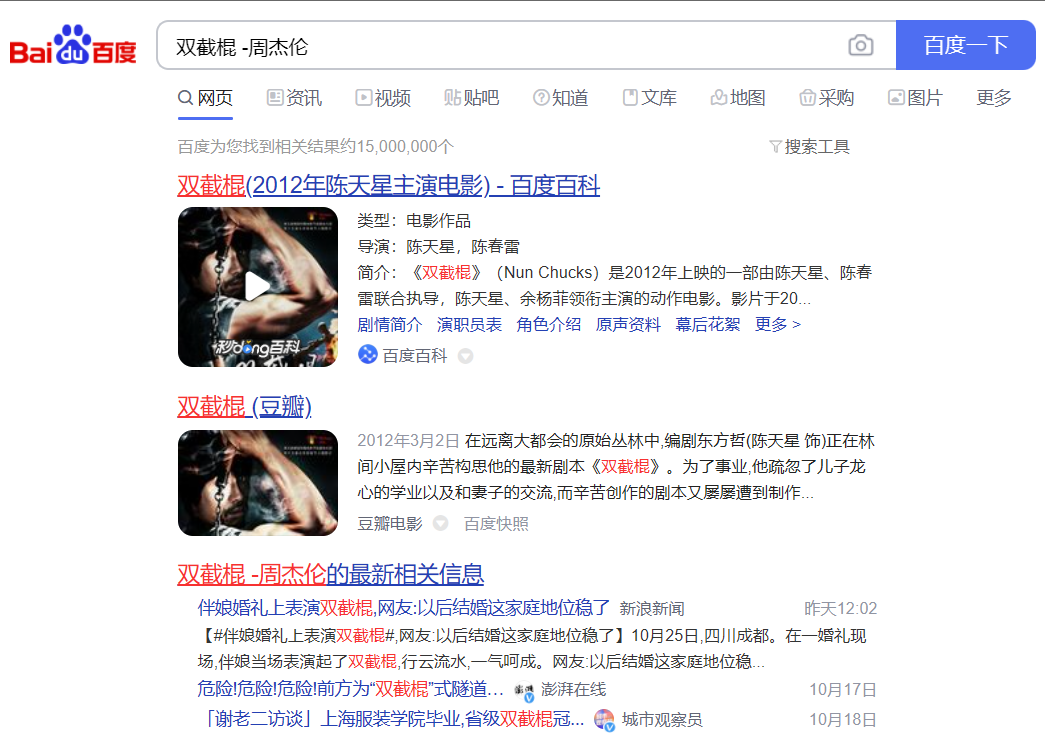 Bai du 百度
双截棍 -周杰伦
百度一下
网页 资讯 视频 贴吧 知道 文库 地图 采购 图片 更多
百度为您找到相关结果约15,000,000个
搜索工具
双截棍(2012年陈天星主演电影) - 百度百科
类型：电影作品
导演：陈天星，陈春雷
简介：《双截棍》（Nun Chucks）是2012年上映的一部由陈天星、陈春
雷联合执导，陈天星、余杨菲领衔主演的动作电影。影片于20...
剧情简介 演职员表 角色介绍 原声资料 幕后花絮 更多 >
秒dong百科
百度百科
双截棍 (豆瓣)
2012年3月2日 在远离大都会的原始丛林中,编剧东方哲(陈天星 饰)正在林
间小屋内辛苦构思他的最新剧本《双截棍》。为了事业,他疏忽了儿子龙
心的学业以及和妻子的交流,而辛苦创作的剧本又屡屡遭到制作...
豆瓣电影 百度快照
双截棍 -周杰伦的最新相关信息
伴娘婚礼上表演双截棍,网友:以后结婚这家庭地位稳了 新浪新闻 昨天12:02
【#伴娘婚礼上表演双截棍#,网友:以后结婚这家庭地位稳了】10月25日,四川成都。在一婚礼现
场,伴娘当场表演起了双截棍,行云流水,一气呵成。网友:以后结婚这家庭地位稳...
危险!危险!危险!前方为“双截棍”式隧道... 澎湃在线 10月17日
「谢老二访谈」上海服装学院毕业,省级双截棍冠... 城市观察员 10月18日